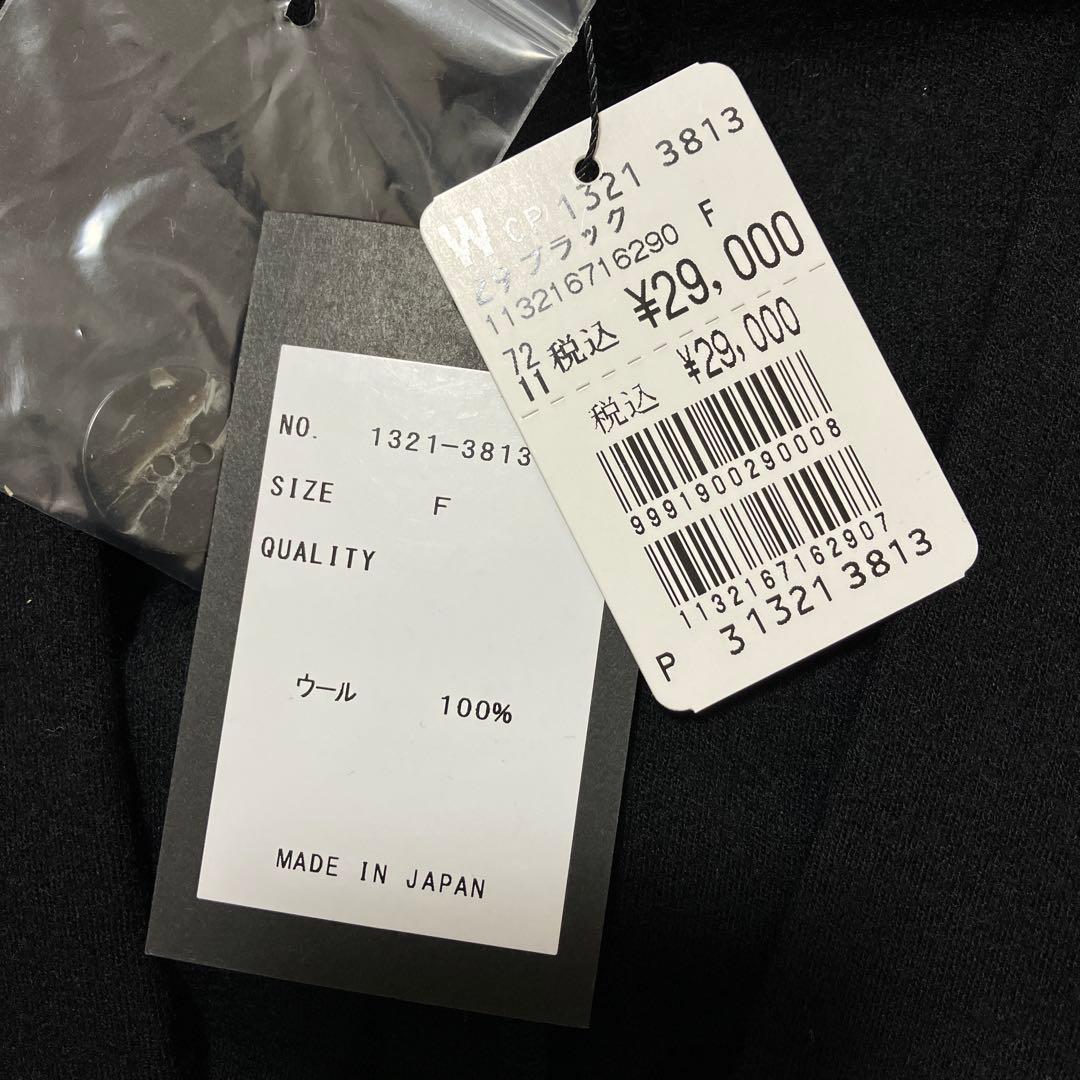 W CP 1321 3813
29 ブラック
113216716290 F
72 税込 ¥29,000
11
税込 ¥29,000
9991900290008
1132167162907
P 31321 3813
NO. 1321-3813
SIZE F
QUALITY
ウール 100%
MADE IN JAPAN